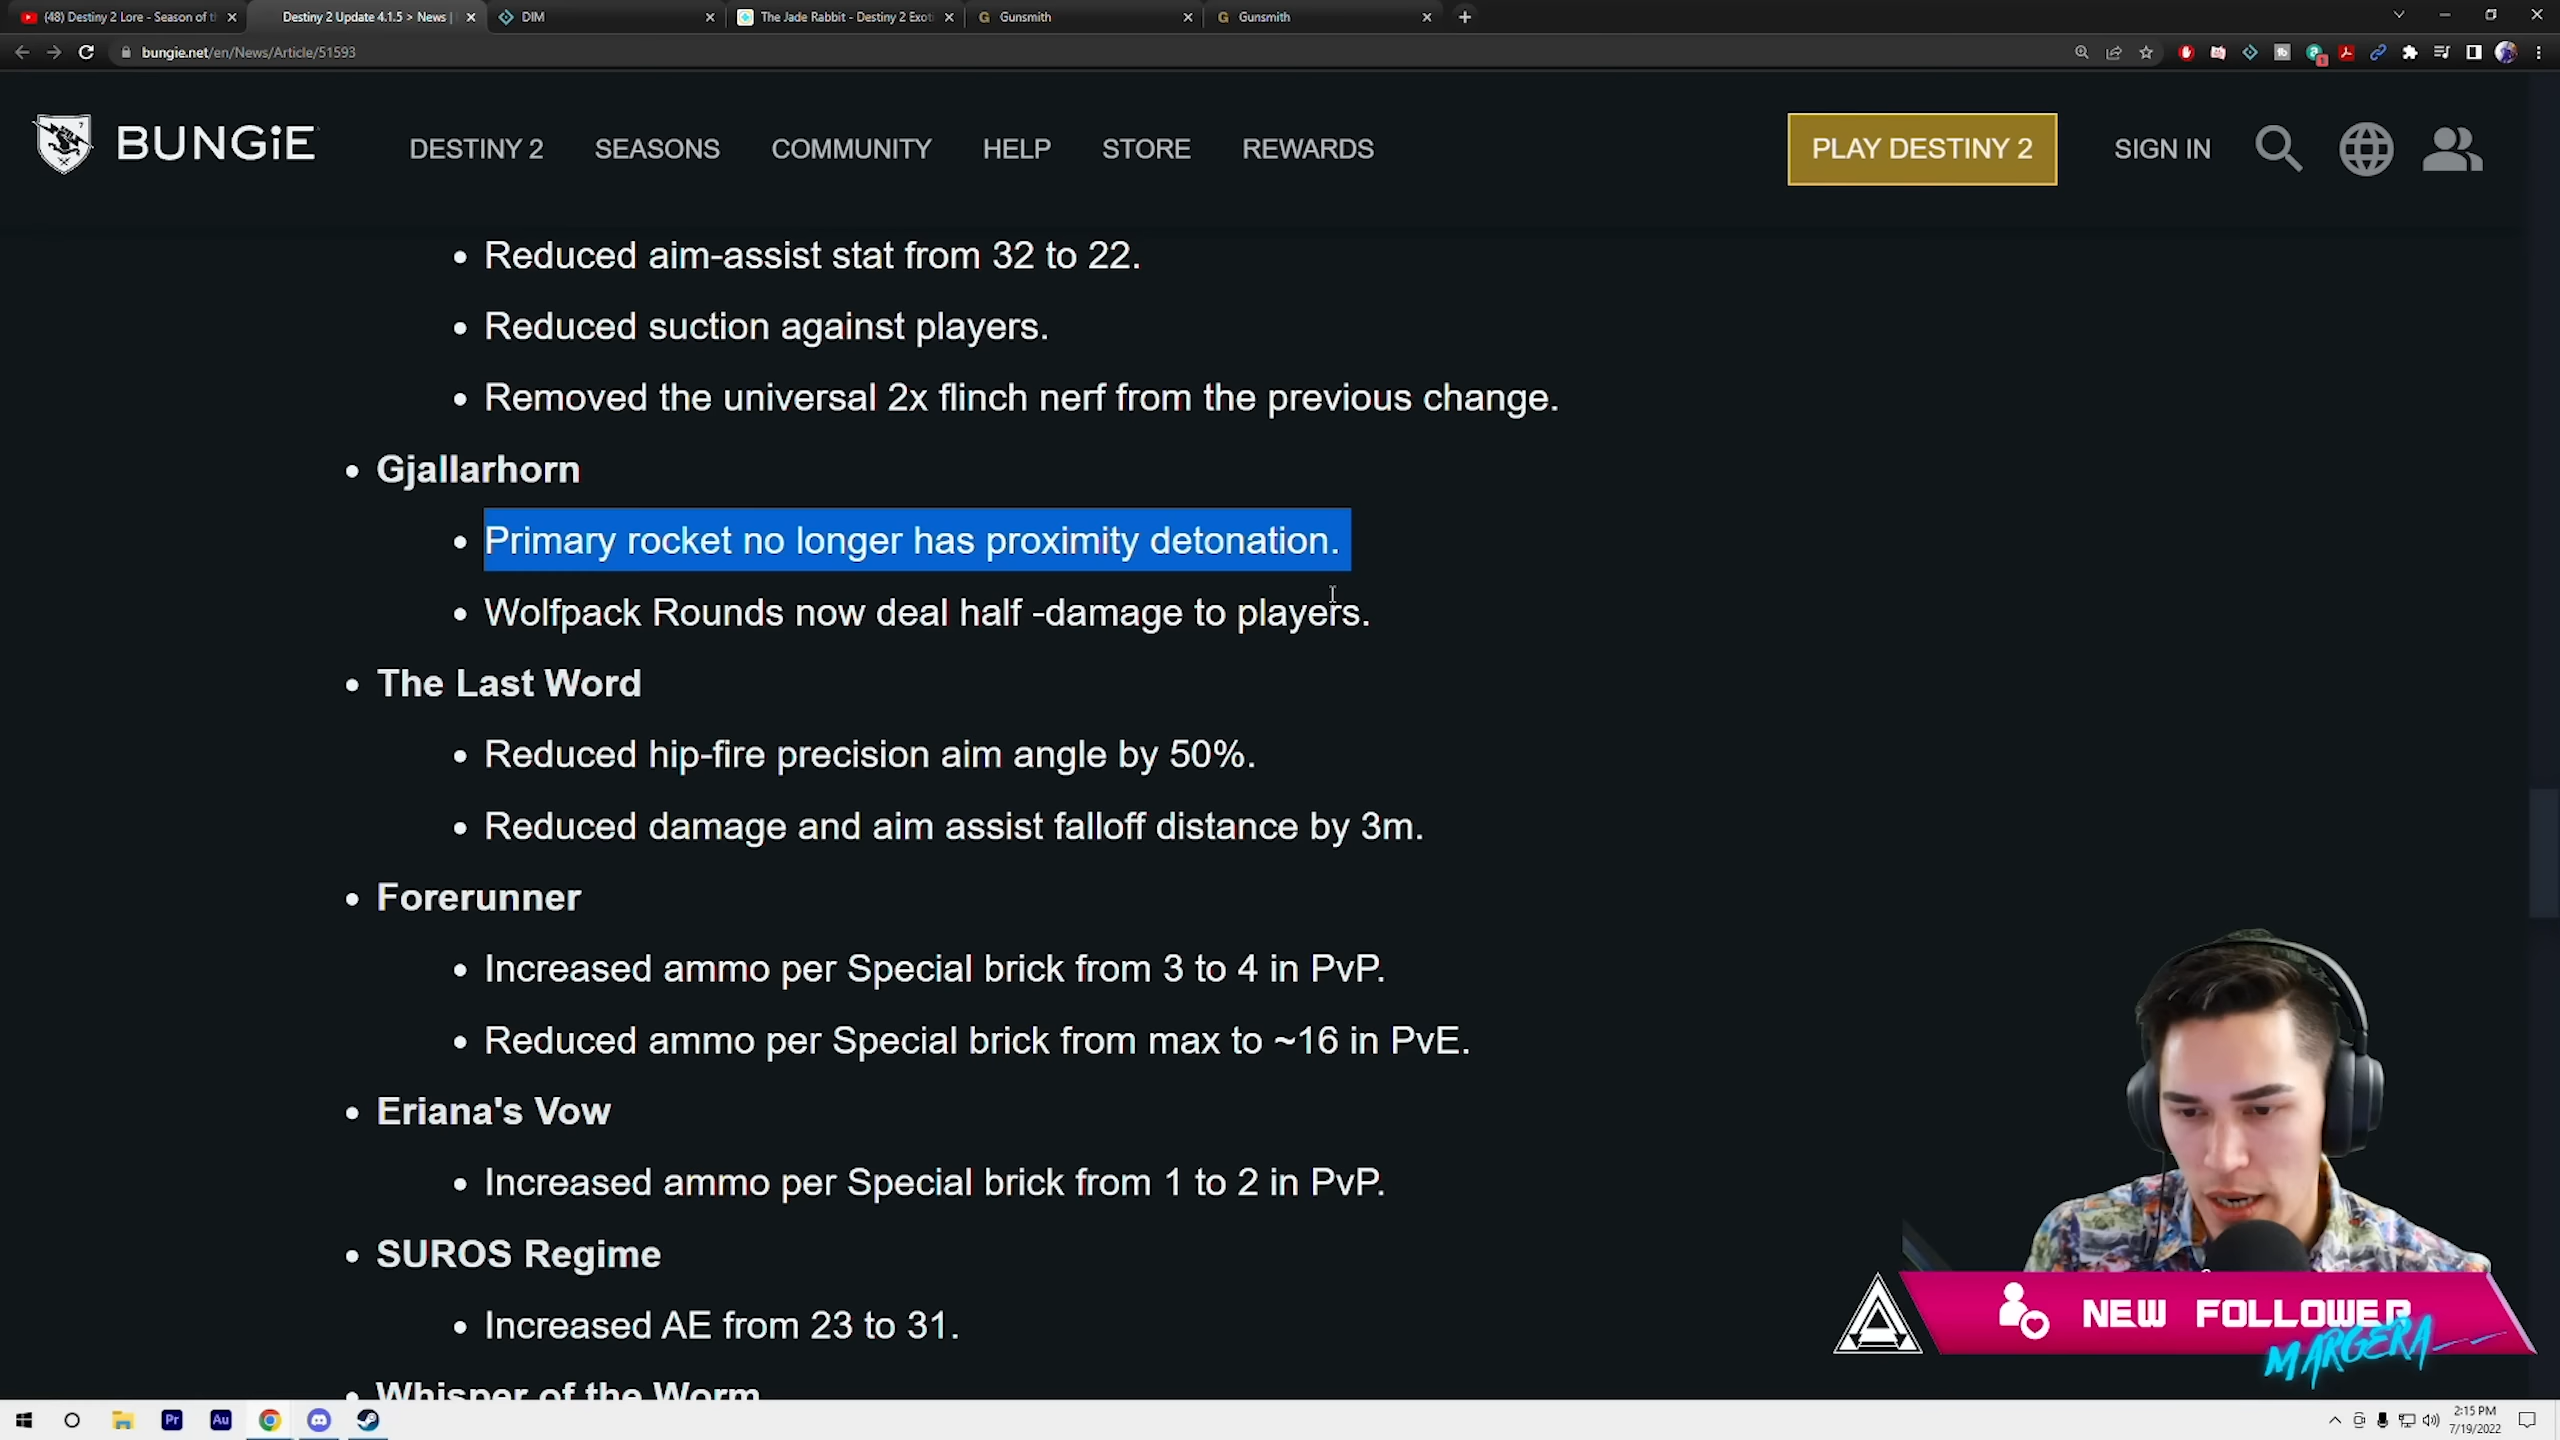 (48) Destiny 2 Lore - Season of t
Destiny 2 Update 4.1.5 > News |
DIM
The Jade Rabbit - Destiny 2 Exot
G Gunsmith
G Gunsmith
bungie.net/en/News/Article/51593
BUNGiE
DESTINY 2
SEASONS
COMMUNITY
HELP
STORE
REWARDS
PLAY DESTINY 2
SIGN IN
• Reduced aim-assist stat from 32 to 22.
• Reduced suction against players.
• Removed the universal 2x flinch nerf from the previous change.
• Gjallarhorn
• Primary rocket no longer has proximity detonation.
• Wolfpack Rounds now deal half -damage to players.
• The Last Word
• Reduced hip-fire precision aim angle by 50%.
• Reduced damage and aim assist falloff distance by 3m.
• Forerunner
• Increased ammo per Special brick from 3 to 4 in PvP.
• Reduced ammo per Special brick from max to ~16 in PvE.
• Eriana's Vow
• Increased ammo per Special brick from 1 to 2 in PvP.
• SUROS Regime
• Increased AE from 23 to 31.
• Whisper of the Worm
NEW FOLLOWER
MARGERA
Pr
Au
2:15 PM
7/19/2022